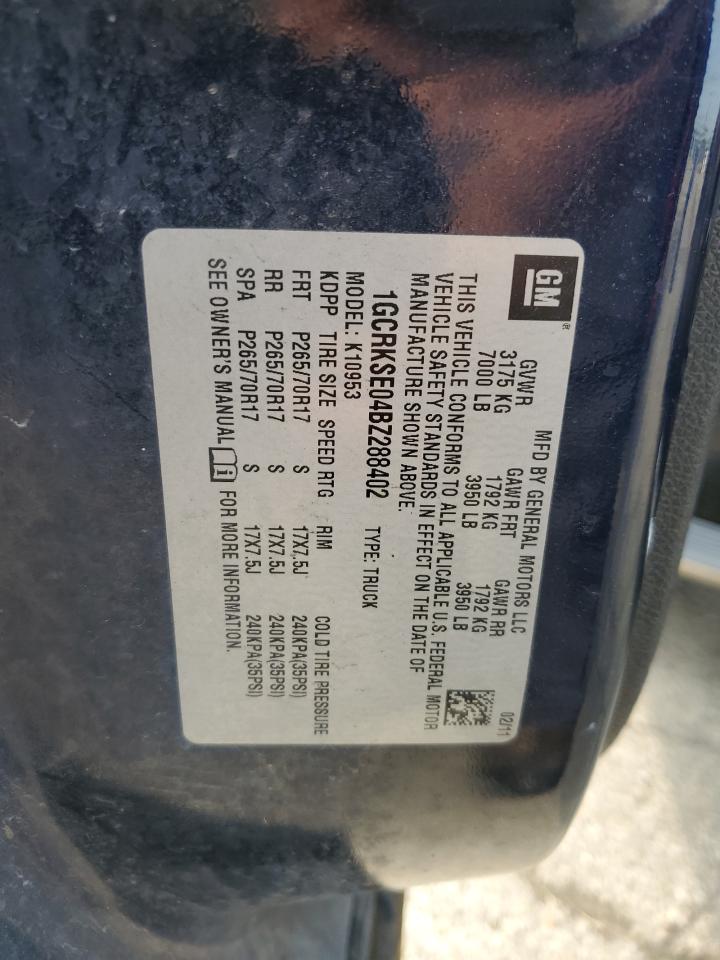 GM®
MFD BY GENERAL MOTORS LLC 02/11
GVWR GAWR FRT GAWR RR
3175 KG 1792 KG 1792 KG
7000 LB 3950 LB 3950 LB
THIS VEHICLE CONFORMS TO ALL APPLICABLE U.S. FEDERAL MOTOR
VEHICLE SAFETY STANDARDS IN EFFECT ON THE DATE OF
MANUFACTURE SHOWN ABOVE.
1GCRKSE04BZ288402 TYPE: TRUCK
MODEL: K10953
KDPP TIRE SIZE SPEED RTG RIM COLD TIRE PRESSURE
FRT P265/70R17 S 17X7.5J 240KPA(35PSI)
RR P265/70R17 S 17X7.5J 240KPA(35PSI)
SPA P265/70R17 S 17X7.5J 240KPA(35PSI)
SEE OWNER'S MANUAL FOR MORE INFORMATION.